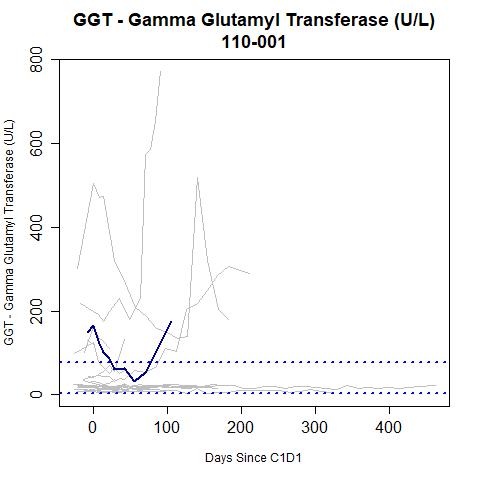 GGT - Gamma Glutamyl Transferase (U/L)
110-001
GGT - Gamma Glutamyl Transferase (U/L)
800
600
400
200
0
0 100 200 300 400
Days Since C1D1